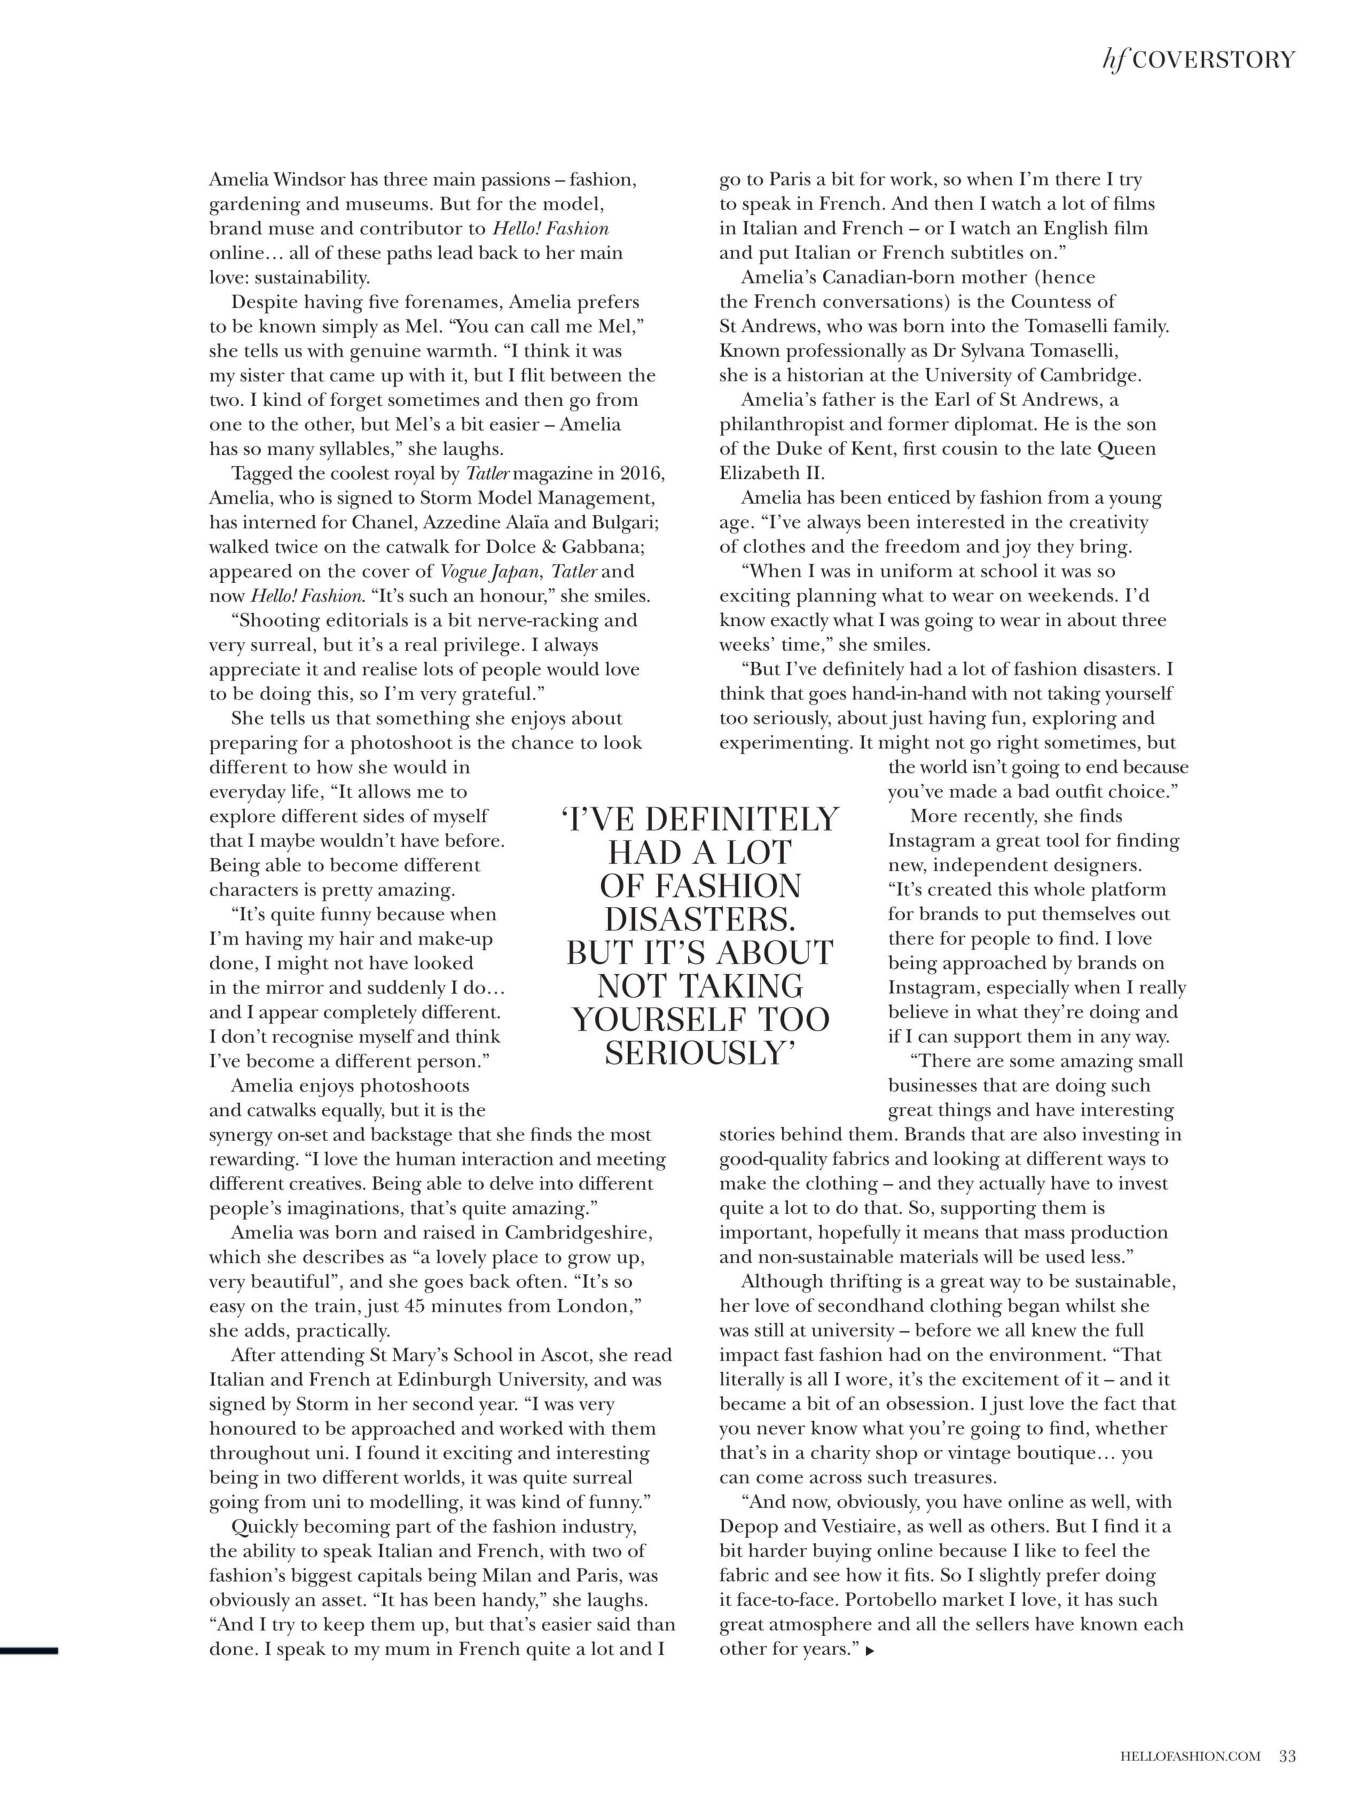 hf COVERSTORY
Amelia Windsor has three main passions – fashion,
gardening and museums. But for the model,
brand muse and contributor to Hello! Fashion
online… all of these paths lead back to her main
love: sustainability.
Despite having five forenames, Amelia prefers
to be known simply as Mel. “You can call me Mel,”
she tells us with genuine warmth. “I think it was
my sister that came up with it, but I flit between the
two. I kind of forget sometimes and then go from
one to the other, but Mel’s a bit easier – Amelia
has so many syllables,” she laughs.
Tagged the coolest royal by Tatler magazine in 2016,
Amelia, who is signed to Storm Model Management,
has interned for Chanel, Azzedine Alaïa and Bulgari;
walked twice on the catwalk for Dolce & Gabbana;
appeared on the cover of Vogue Japan, Tatler and
now Hello! Fashion. “It’s such an honour,” she smiles.
“Shooting editorials is a bit nerve-racking and
very surreal, but it’s a real privilege. I always
appreciate it and realise lots of people would love
to be doing this, so I’m very grateful.”
She tells us that something she enjoys about
preparing for a photoshoot is the chance to look
different to how she would in
everyday life, “It allows me to
explore different sides of myself
that I maybe wouldn’t have before.
Being able to become different
characters is pretty amazing.
“It’s quite funny because when
I’m having my hair and make-up
done, I might not have looked
in the mirror and suddenly I do…
and I appear completely different.
I don’t recognise myself and think
I’ve become a different person.”
Amelia enjoys photoshoots
and catwalks equally, but it is the
synergy on-set and backstage that she finds the most
rewarding. “I love the human interaction and meeting
different creatives. Being able to delve into different
people’s imaginations, that’s quite amazing.”
Amelia was born and raised in Cambridgeshire,
which she describes as “a lovely place to grow up,
very beautiful”, and she goes back often. “It’s so
easy on the train, just 45 minutes from London,”
she adds, practically.
After attending St Mary’s School in Ascot, she read
Italian and French at Edinburgh University, and was
signed by Storm in her second year. “I was very
honoured to be approached and worked with them
throughout uni. I found it exciting and interesting
being in two different worlds, it was quite surreal
going from uni to modelling, it was kind of funny.”
Quickly becoming part of the fashion industry,
the ability to speak Italian and French, with two of
fashion’s biggest capitals being Milan and Paris, was
obviously an asset. “It has been handy,” she laughs.
“And I try to keep them up, but that’s easier said than
done. I speak to my mum in French quite a lot and I
‘I’VE DEFINITELY
HAD A LOT
OF FASHION
DISASTERS.
BUT IT’S ABOUT
NOT TAKING
YOURSELF TOO
SERIOUSLY’
go to Paris a bit for work, so when I’m there I try
to speak in French. And then I watch a lot of films
in Italian and French – or I watch an English film
and put Italian or French subtitles on.”
Amelia’s Canadian-born mother (hence
the French conversations) is the Countess of
St Andrews, who was born into the Tomaselli family.
Known professionally as Dr Sylvana Tomaselli,
she is a historian at the University of Cambridge.
Amelia’s father is the Earl of St Andrews, a
philanthropist and former diplomat. He is the son
of the Duke of Kent, first cousin to the late Queen
Elizabeth II.
Amelia has been enticed by fashion from a young
age. “I’ve always been interested in the creativity
of clothes and the freedom and joy they bring.
“When I was in uniform at school it was so
exciting planning what to wear on weekends. I’d
know exactly what I was going to wear in about three
weeks’ time,” she smiles.
“But I’ve definitely had a lot of fashion disasters. I
think that goes hand-in-hand with not taking yourself
too seriously, about just having fun, exploring and
experimenting. It might not go right sometimes, but
the world isn’t going to end because
you’ve made a bad outfit choice.”
More recently, she finds
Instagram a great tool for finding
new, independent designers.
“It’s created this whole platform
for brands to put themselves out
there for people to find. I love
being approached by brands on
Instagram, especially when I really
believe in what they’re doing and
if I can support them in any way.
“There are some amazing small
businesses that are doing such
great things and have interesting
stories behind them. Brands that are also investing in
good-quality fabrics and looking at different ways to
make the clothing – and they actually have to invest
quite a lot to do that. So, supporting them is
important, hopefully it means that mass production
and non-sustainable materials will be used less.”
Although thrifting is a great way to be sustainable,
her love of secondhand clothing began whilst she
was still at university – before we all knew the full
impact fast fashion had on the environment. “That
literally is all I wore, it’s the excitement of it – and it
became a bit of an obsession. I just love the fact that
you never know what you’re going to find, whether
that’s in a charity shop or vintage boutique… you
can come across such treasures.
“And now, obviously, you have online as well, with
Depop and Vestiaire, as well as others. But I find it a
bit harder buying online because I like to feel the
fabric and see how it fits. So I slightly prefer doing
it face-to-face. Portobello market I love, it has such
great atmosphere and all the sellers have known each
other for years.” ▶
HELLOFASHION.COM 33